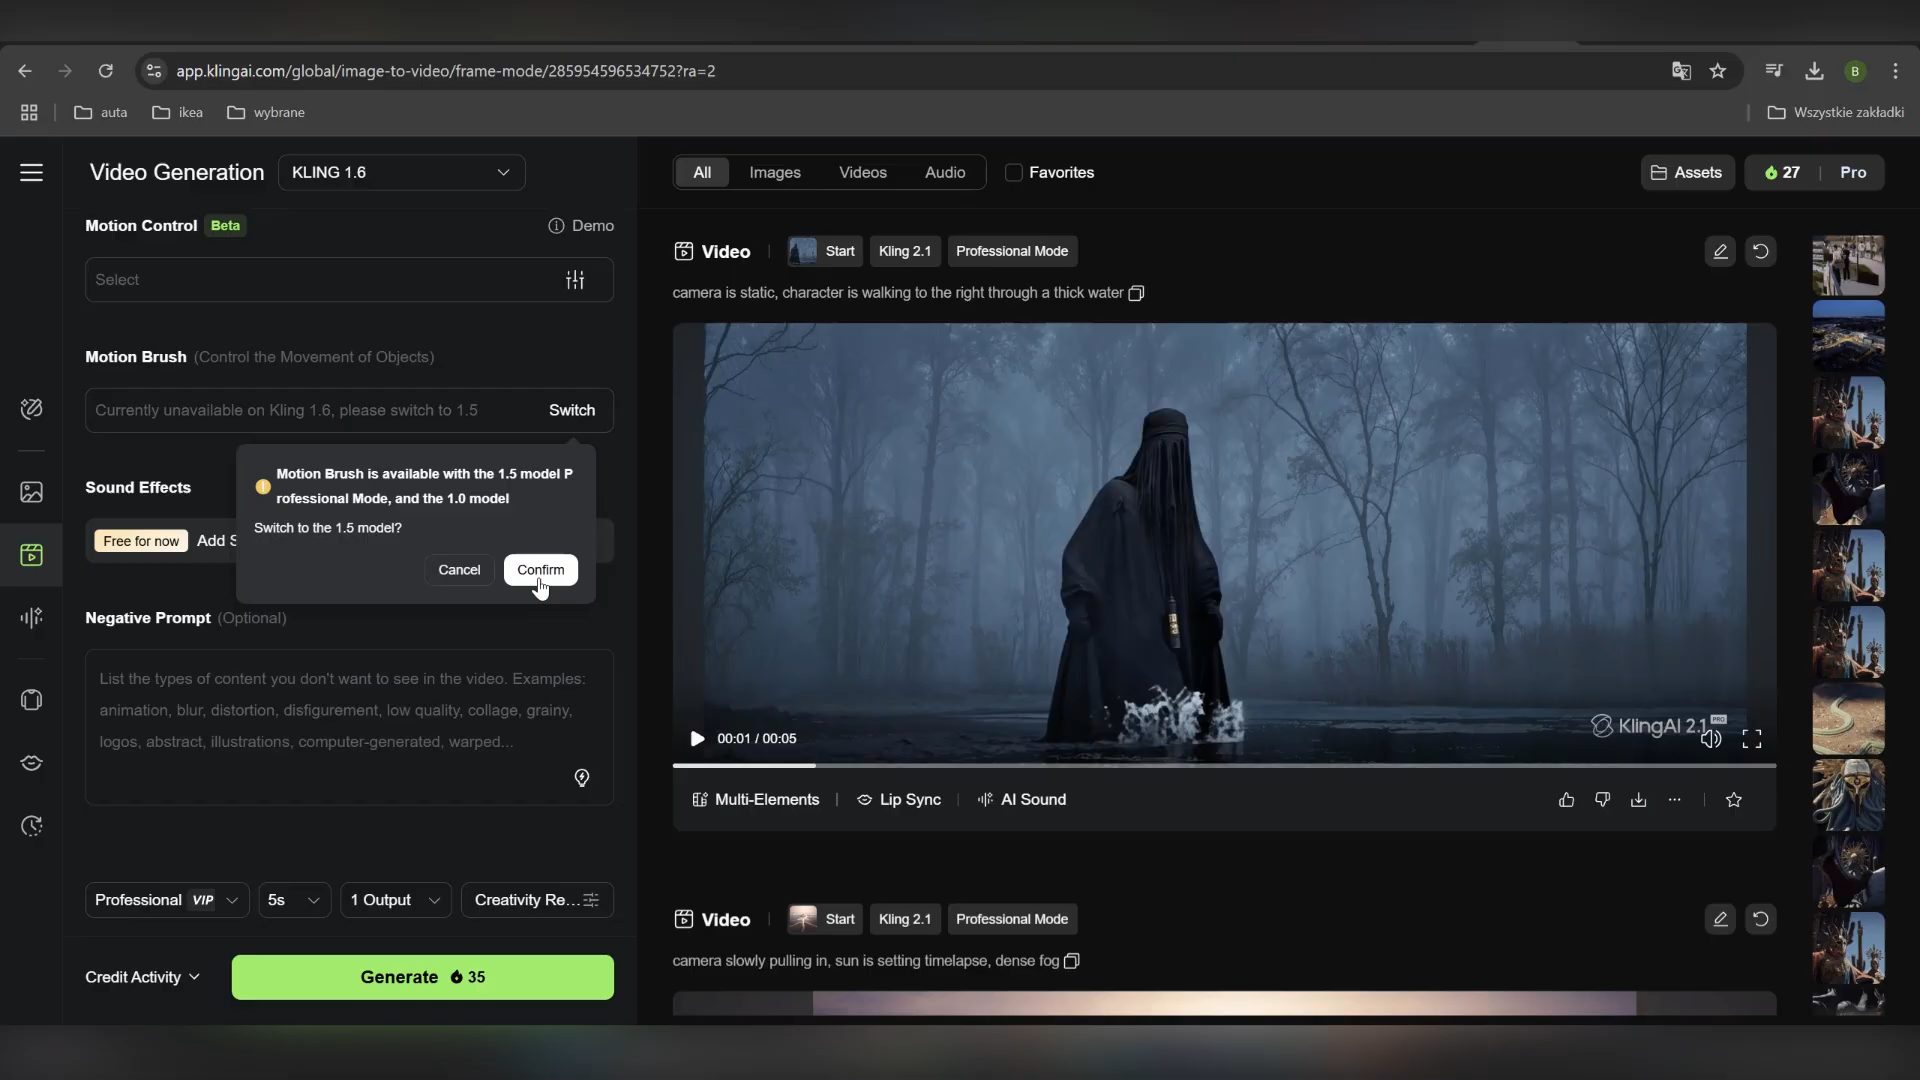 app.klingai.com/global/image-to-video/frame-mode/285954596534752?ra=2
B
auta
ikea
wybrane
Wszystkie zakładki
Video Generation
KLING 1.6
All
Images
Videos
Audio
Favorites
Assets
27
Pro
Motion Control Beta
Demo
Select
Motion Brush (Control the Movement of Objects)
Currently unavailable on Kling 1.6, please switch to 1.5
Switch
Motion Brush is available with the 1.5 model P
rofessional Mode, and the 1.0 model
Switch to the 1.5 model?
Cancel
Confirm
Sound Effects
Free for now
Add S
Negative Prompt (Optional)
List the types of content you don't want to see in the video. Examples:
animation, blur, distortion, disfigurement, low quality, collage, grainy,
logos, abstract, illustrations, computer-generated, warped...
Professional VIP
5s
1 Output
Creativity Re...
Credit Activity
Generate 35
Video
Start
Kling 2.1
Professional Mode
camera is static, character is walking to the right through a thick water
00:01 / 00:05
KlingAI 2.1 PRO
Multi-Elements
Lip Sync
AI Sound
Video
Start
Kling 2.1
Professional Mode
camera slowly pulling in, sun is setting timelapse, dense fog